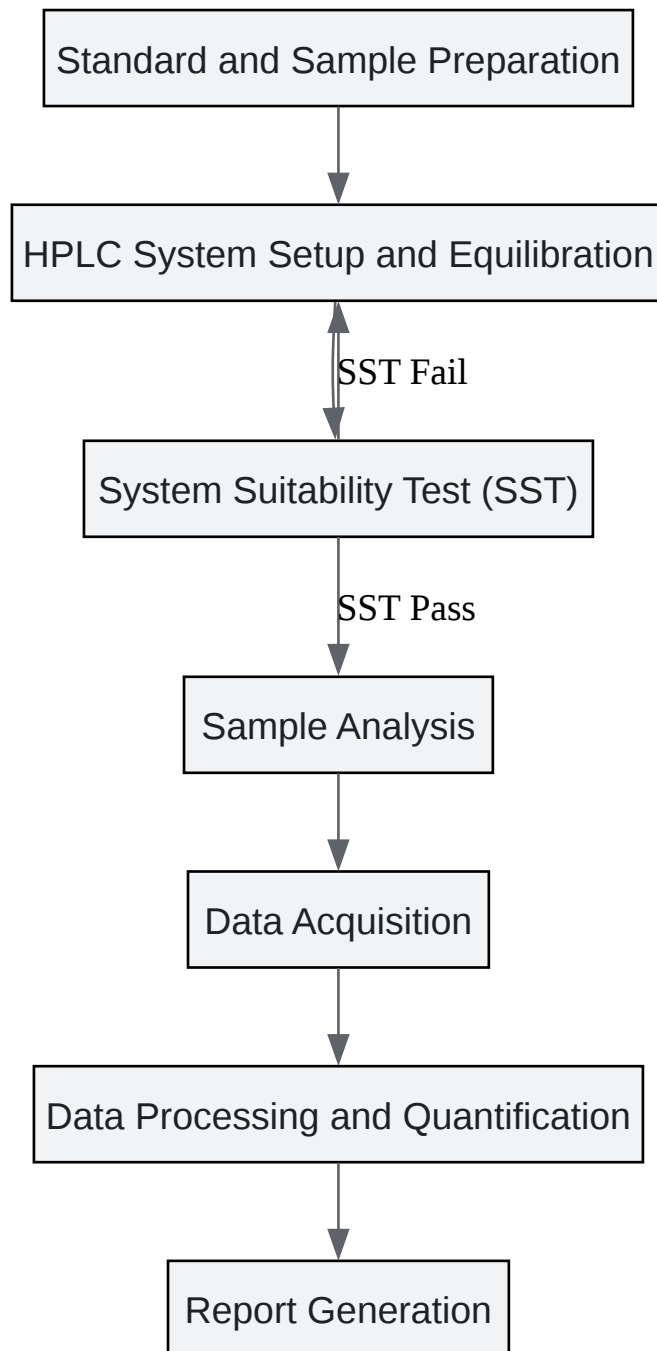 Standard and Sample Preparation
HPLC System Setup and Equilibration
SST Fail
System Suitability Test (SST)
SST Pass
Sample Analysis
Data Acquisition
Data Processing and Quantification
Report Generation